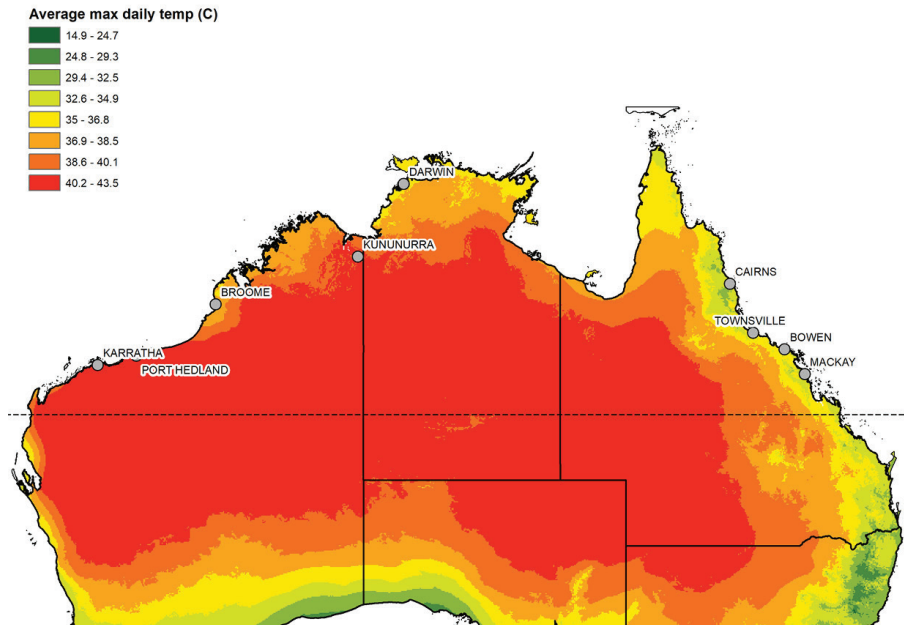 Average max daily temp (C)
14.9 - 24.7
24.8 - 29.3
29.4 - 32.5
32.6 - 34.9
35 - 36.8
36.9 - 38.5
38.6 - 40.1
40.2 - 43.5
DARWIN
KUNUNURRA
BROOME
CAIRNS
TOWNSVILLE
BOWEN
KARRATHA
PORT HEDLAND
MACKAY